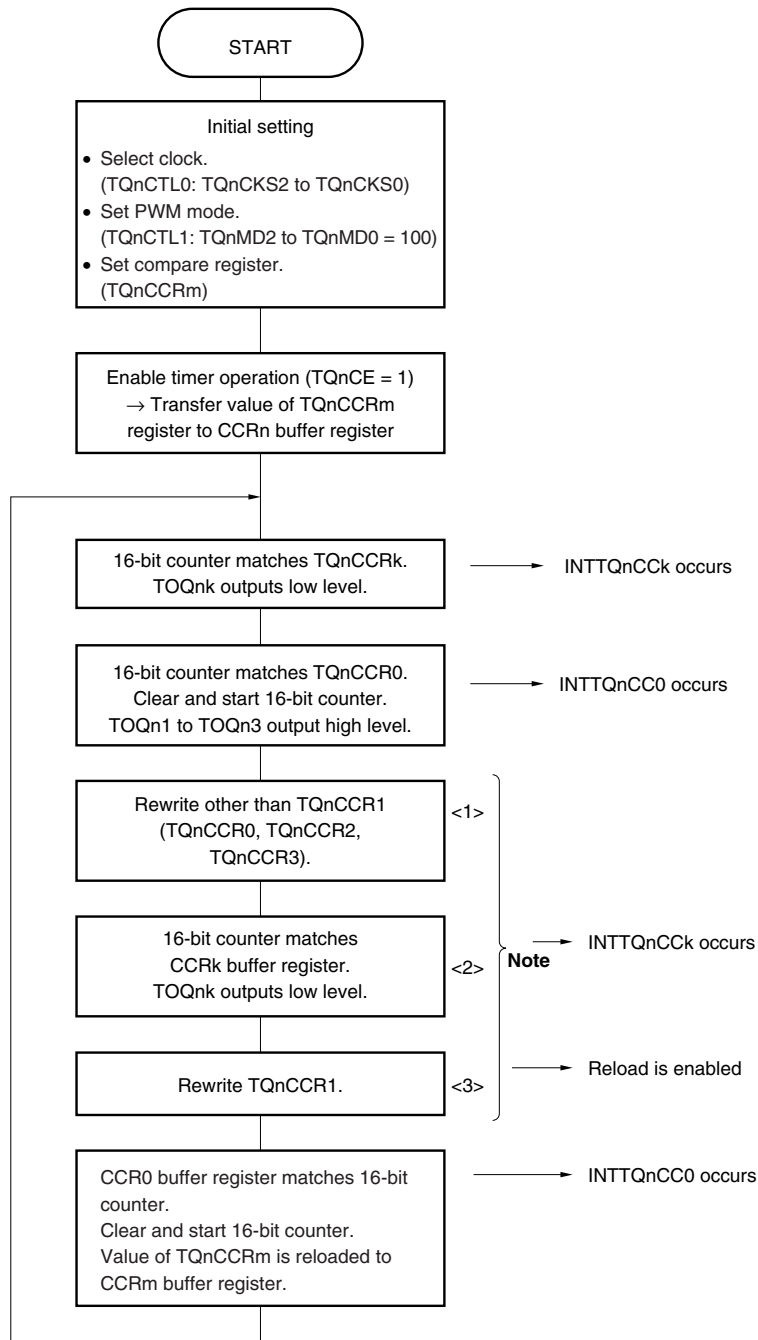 START
Initial setting
• Select clock.
(TQnCTL0: TQnCKS2 to TQnCKS0)
• Set PWM mode.
(TQnCTL1: TQnMD2 to TQnMD0 = 100)
• Set compare register.
(TQnCCRm)
Enable timer operation (TQnCE = 1)
→ Transfer value of TQnCCRm
register to CCRn buffer register
16-bit counter matches TQnCCRk.
TOQnk outputs low level.
INTTQnCCk occurs
16-bit counter matches TQnCCR0.
Clear and start 16-bit counter.
TOQn1 to TOQn3 output high level.
INTTQnCC0 occurs
Rewrite other than TQnCCR1
(TQnCCR0, TQnCCR2,
TQnCCR3).
<1>
16-bit counter matches
CCRk buffer register.
TOQnk outputs low level.
<2>
Note
INTTQnCCk occurs
Rewrite TQnCCR1.
<3>
Reload is enabled
CCR0 buffer register matches 16-bit
counter.
Clear and start 16-bit counter.
Value of TQnCCRm is reloaded to
CCRm buffer register.
INTTQnCC0 occurs